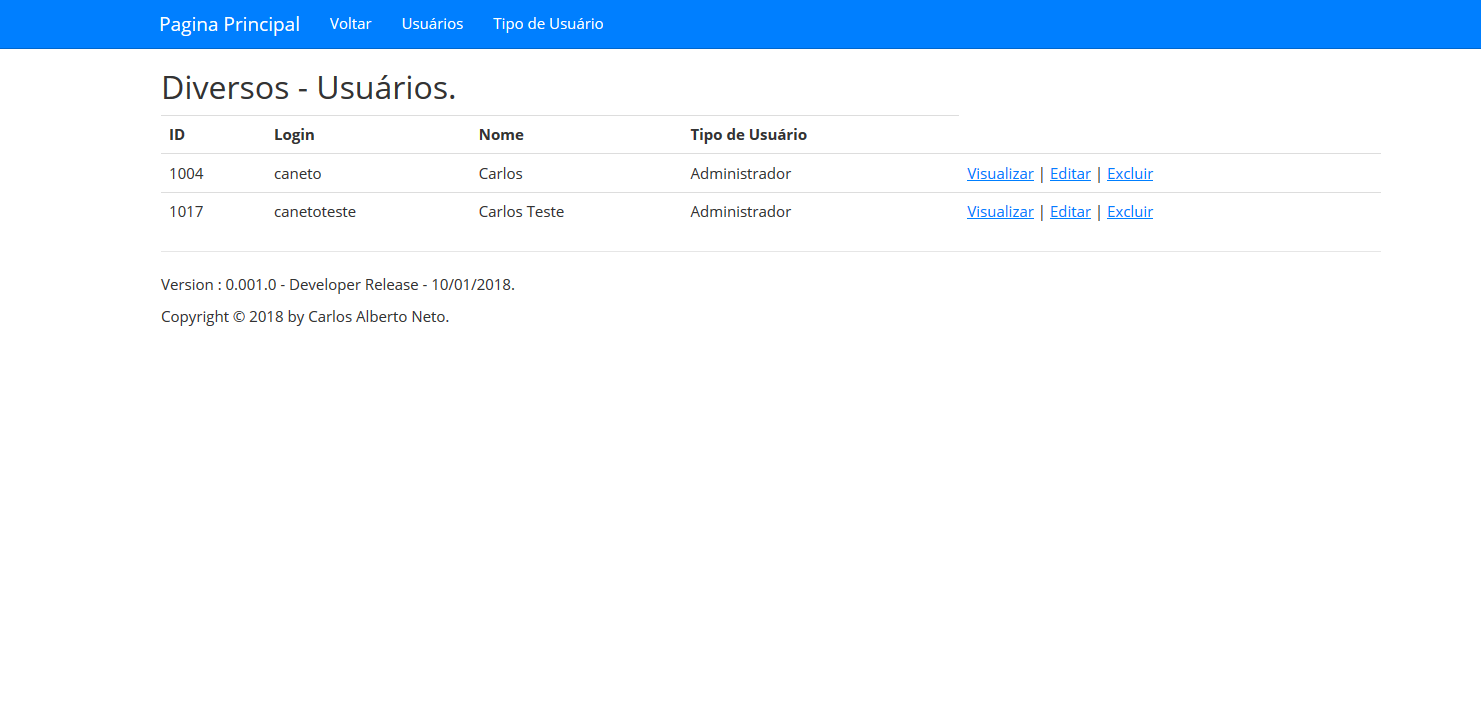 Pagina Principal Voltar Usuários Tipo de Usuário
Diversos - Usuários.
ID Login Nome Tipo de Usuário
1004 caneto Carlos Administrador Visualizar | Editar | Excluir
1017 canetoteste Carlos Teste Administrador Visualizar | Editar | Excluir
Version : 0.001.0 - Developer Release - 10/01/2018.
Copyright © 2018 by Carlos Alberto Neto.